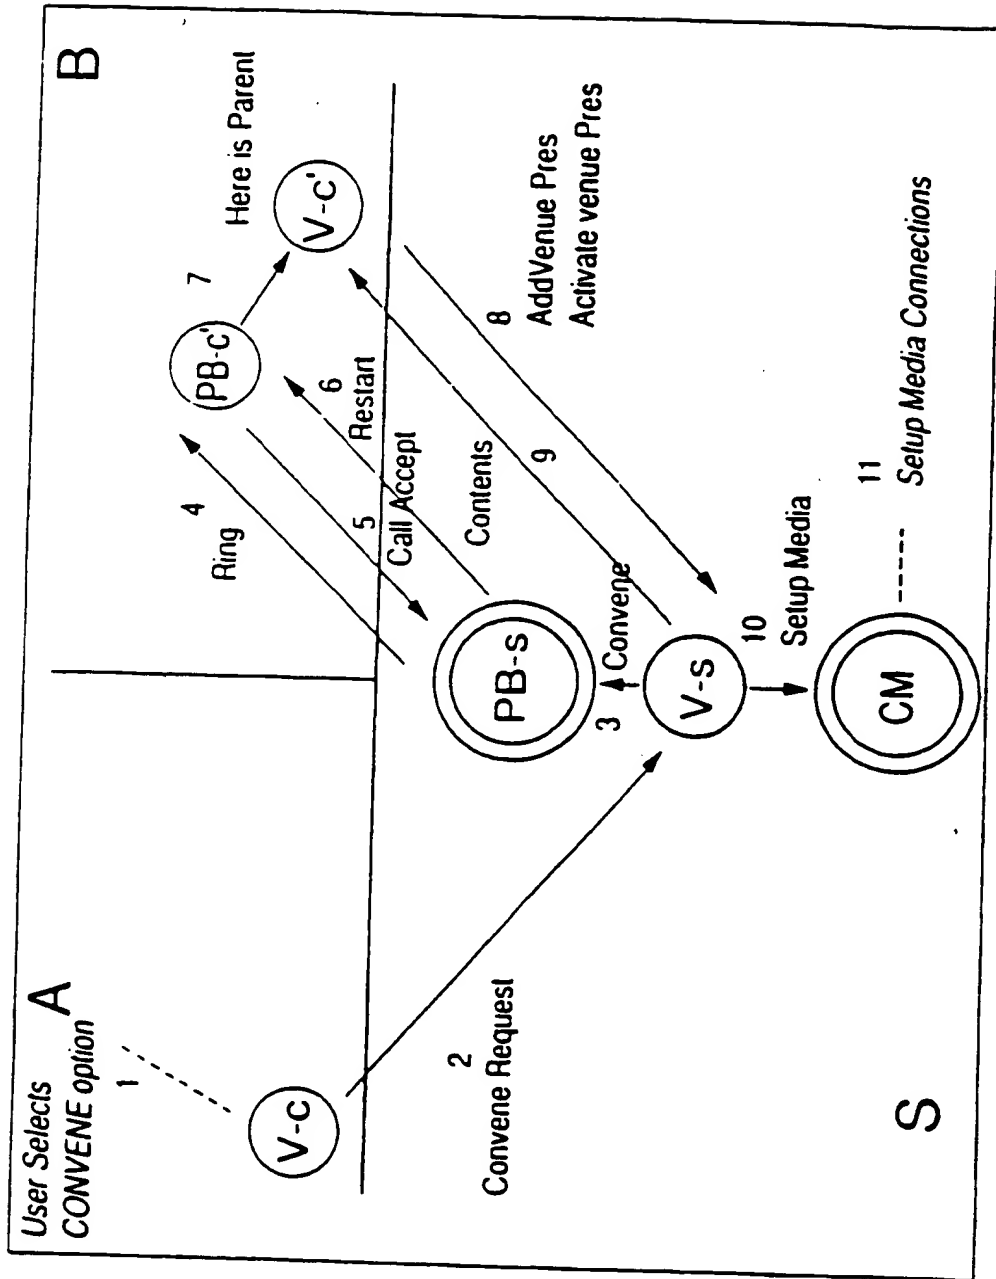 User Selects
CONVENE option
A
1
V-c
B
4
Ring
PB-c'
7
Here is Parent
V-c'
5
Call Accept
6
Restart
2
Convene Request
PB-s
Contents
3
Convene
9
8
AddVenue Pres
Activate venue Pres
V-s
10
Setup Media
CM
11
Setup Media Connections
S